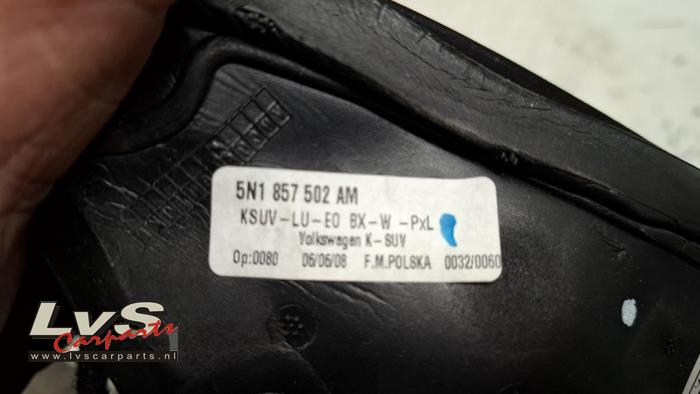 5N1 857 502 AM
KSUV-LU-EO BX-W -PxL
Volkswagen K-SUV
Op:0080 06/06/08 F.M.POLSKA 0032/0060
LvS
Carparts
www.lvscarparts.nl